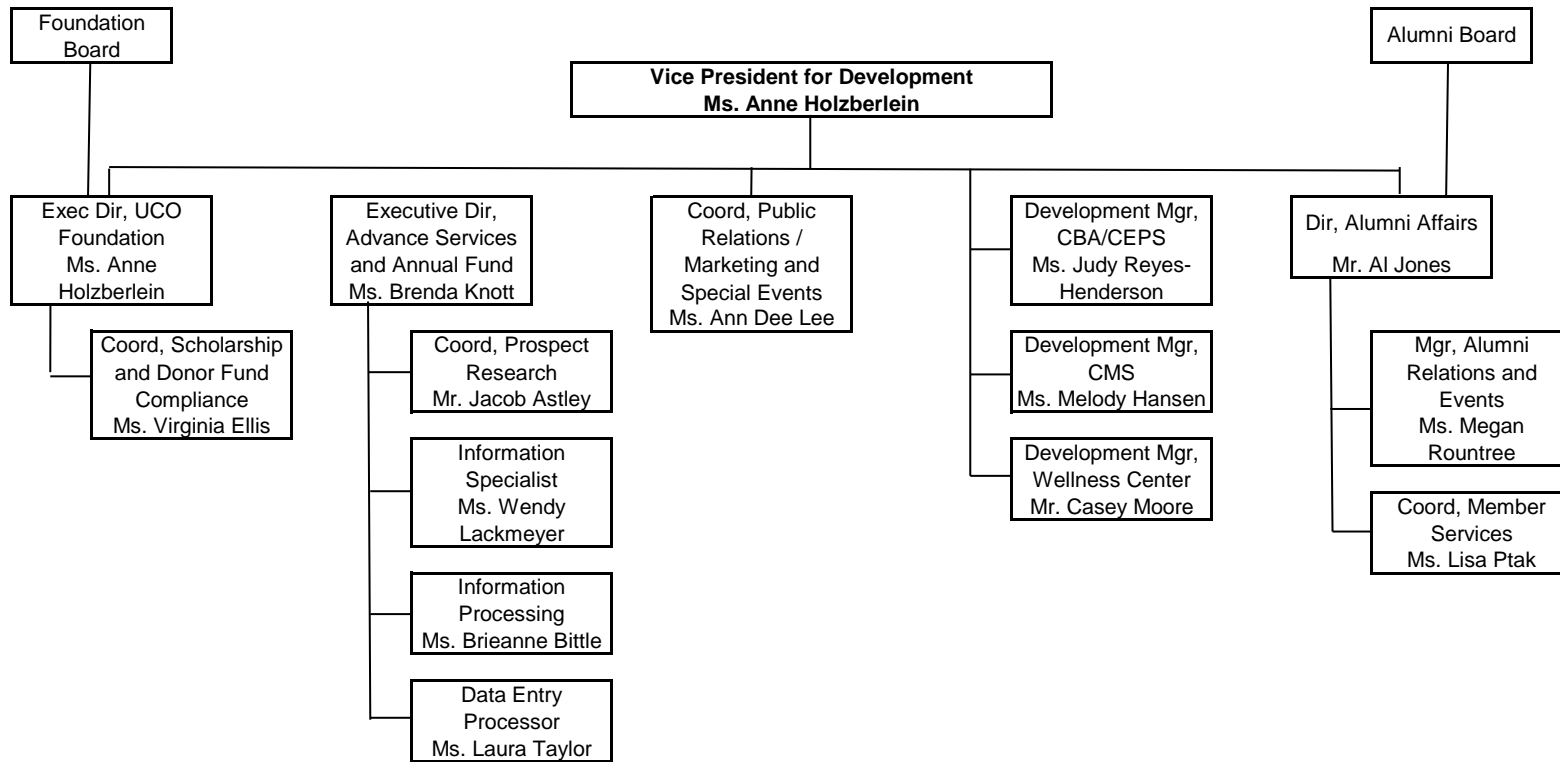 Foundation
Board
Alumni Board
Vice President for Development
Ms. Anne Holzberlein
Exec Dir, UCO
Foundation
Ms. Anne
Holzberlein
Coord, Scholarship
and Donor Fund
Compliance
Ms. Virginia Ellis
Executive Dir,
Advance Services
and Annual Fund
Ms. Brenda Knott
Coord, Prospect
Research
Mr. Jacob Astley
Information
Specialist
Ms. Wendy
Lackmeyer
Information
Processing
Ms. Brieanne Bittle
Data Entry
Processor
Ms. Laura Taylor
Coord, Public
Relations /
Marketing and
Special Events
Ms. Ann Dee Lee
Development Mgr,
CBA/CEPS
Ms. Judy Reyes-
Henderson
Development Mgr,
CMS
Ms. Melody Hansen
Development Mgr,
Wellness Center
Mr. Casey Moore
Dir, Alumni Affairs
Mr. Al Jones
Mgr, Alumni
Relations and
Events
Ms. Megan
Rountree
Coord, Member
Services
Ms. Lisa Ptak